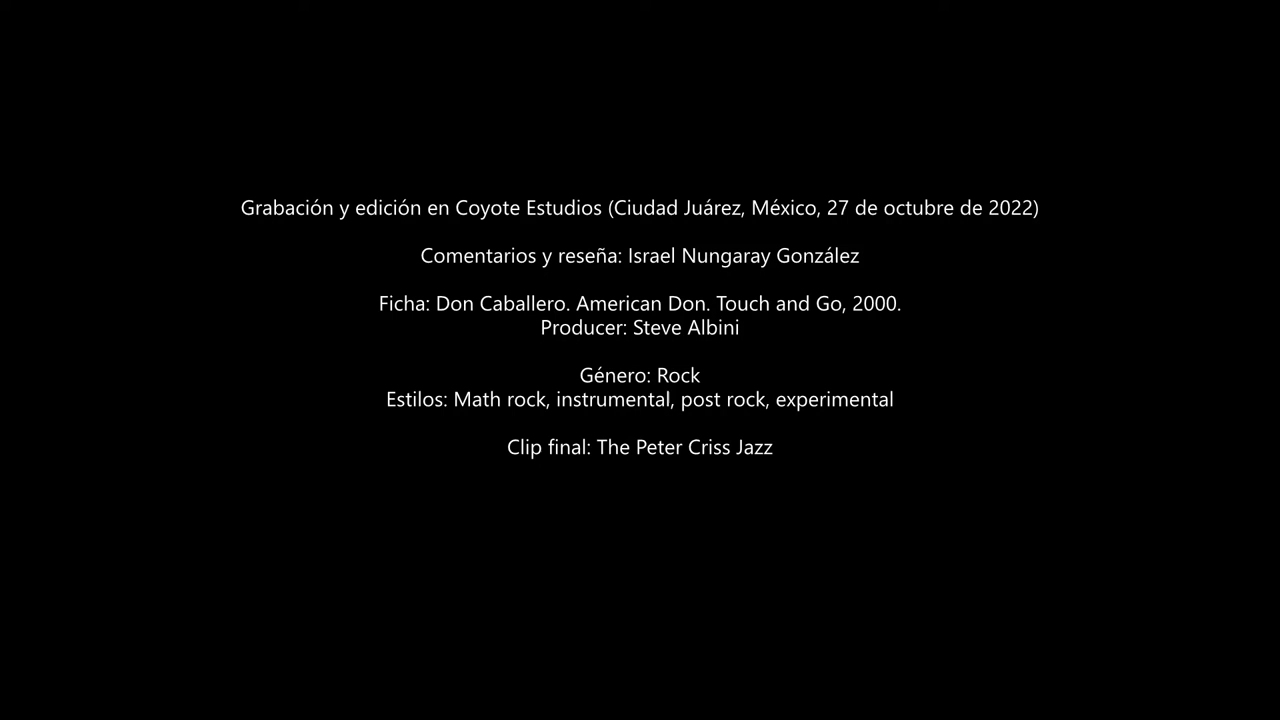 Grabación y edición en Coyote Estudios (Ciudad Juárez, México, 27 de octubre de 2022)
Comentarios y reseña: Israel Nungaray González
Ficha: Don Caballero. American Don. Touch and Go, 2000.
Producer: Steve Albini
Género: Rock
Estilos: Math rock, instrumental, post rock, experimental
Clip final: The Peter Criss Jazz